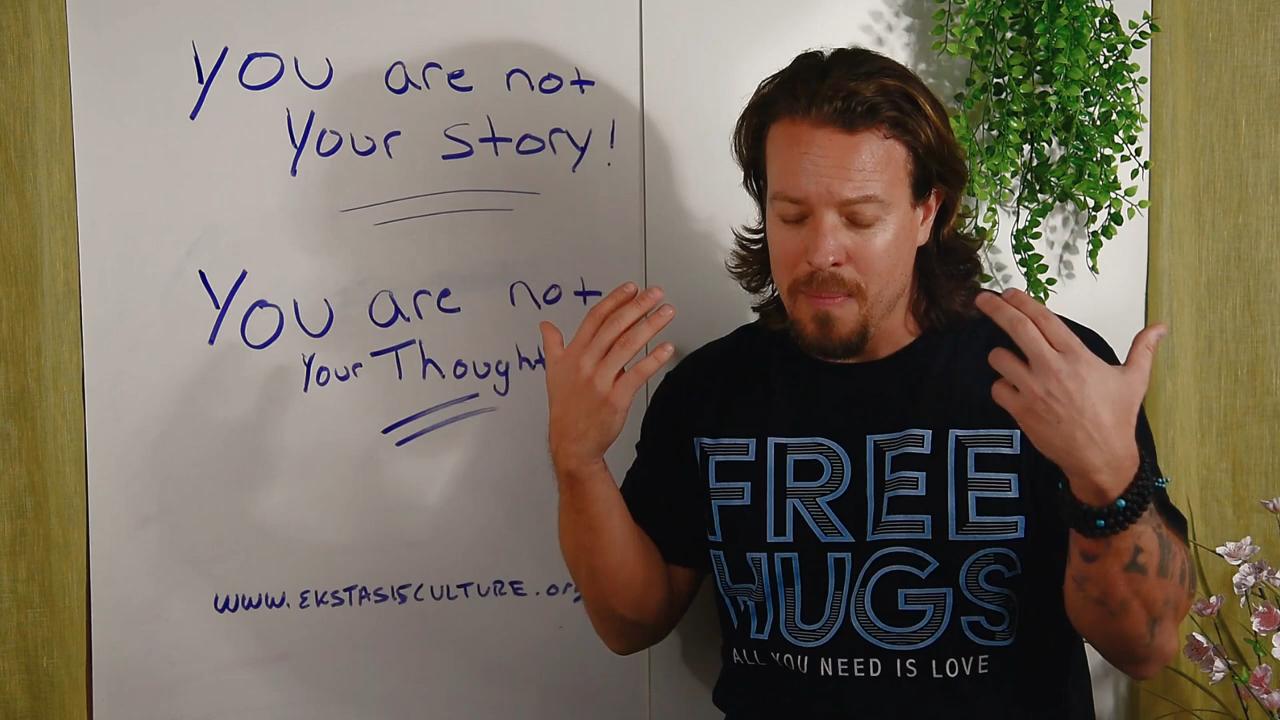 You are not
Your story!
You are not
Your Thought
www.EKSTASISCULTURE.org
FREE
HUGS
ALL YOU NEED IS LOVE